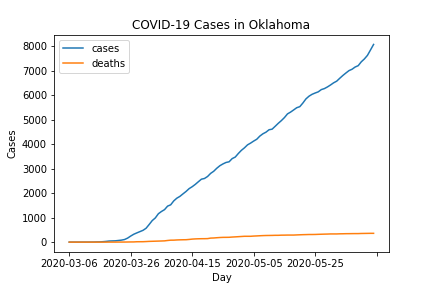 COVID-19 Cases in Oklahoma
cases
deaths
8000
7000
6000
5000
4000
3000
2000
1000
0
Cases
2020-03-06 2020-03-26 2020-04-15 2020-05-05 2020-05-25
Day